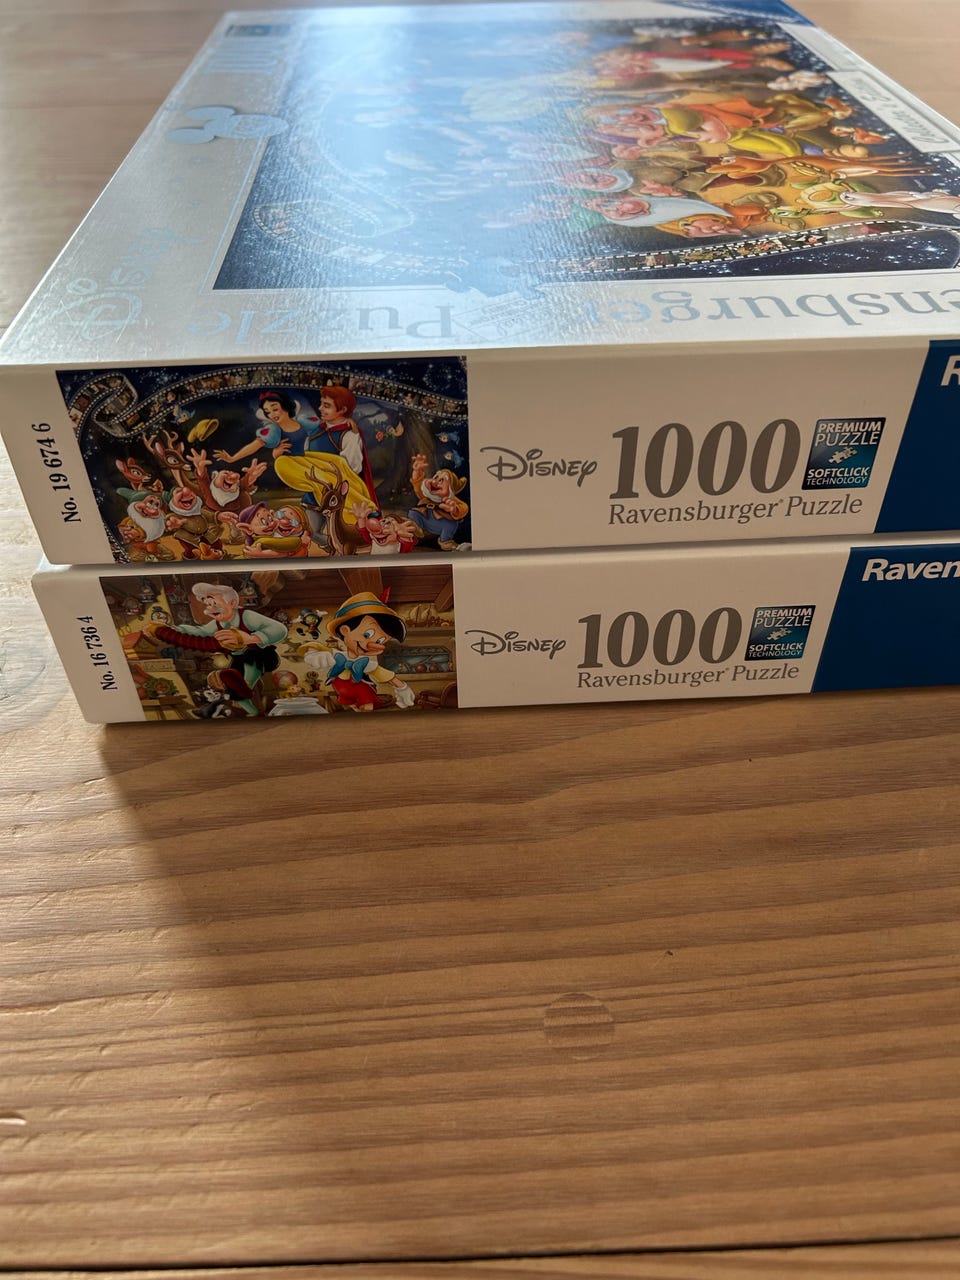 Disney
Ravensburger Puzzle
No. 19 674 6
Disney
1000
Ravensburger® Puzzle
PREMIUM
PUZZLE
SOFTCLICK
TECHNOLOGY
No. 16 736 4
Disney
1000
Ravensburger® Puzzle
PREMIUM
PUZZLE
SOFTCLICK
TECHNOLOGY
Raven